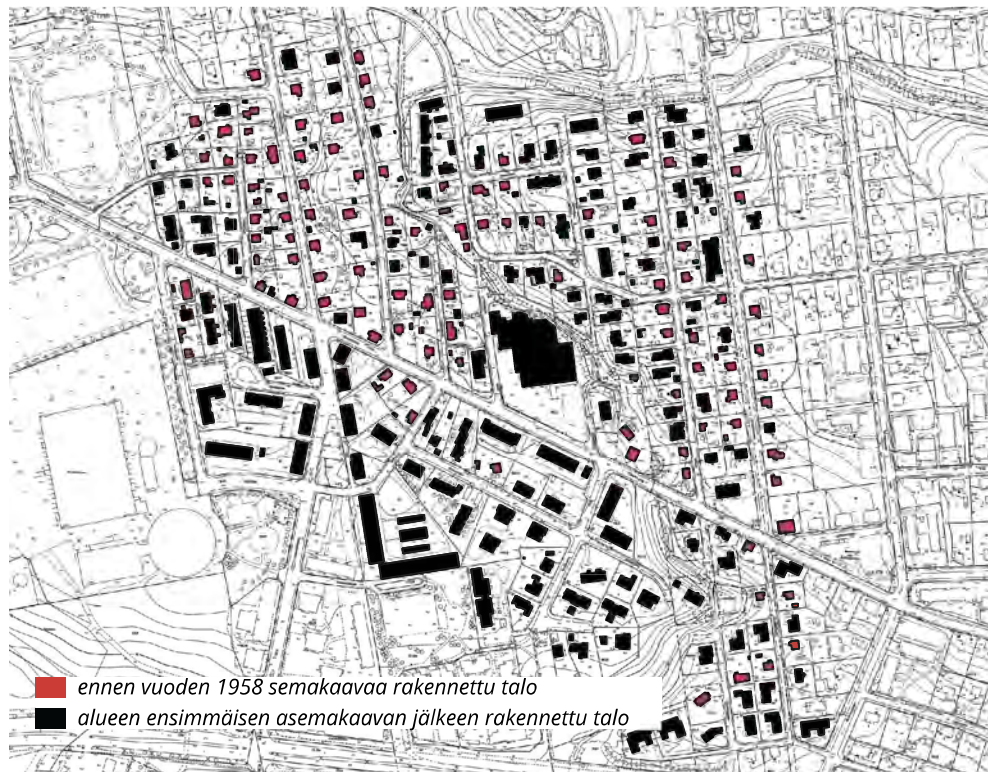 ennen vuoden 1958 semakaavaa rakennettu talo
alueen ensimmäisen asemakaavan jälkeen rakennettu talo